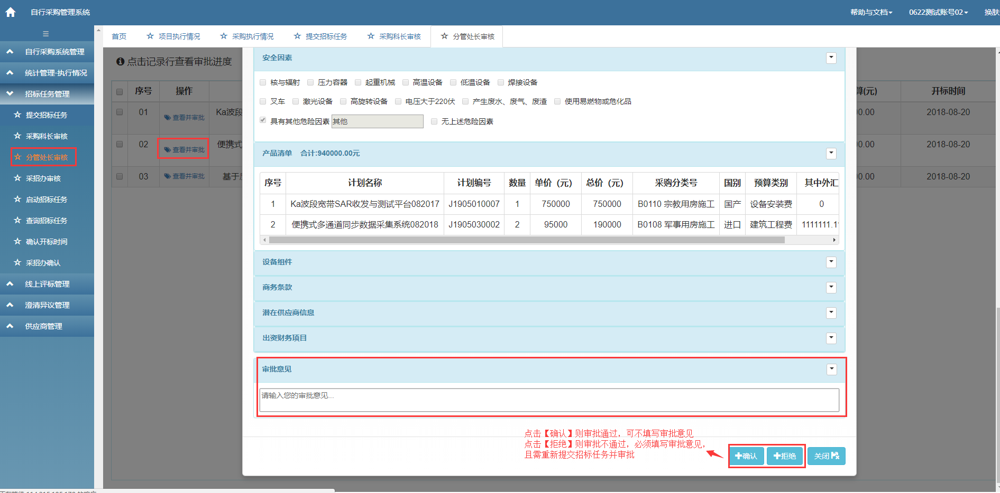 自行采购管理系统
帮助与文档
0622测试账号02
换肤
自行采购系统管理
统计管理-执行情况
招标任务管理
提交招标任务
采购科长审核
分管处长审核
采招办审核
启动招标任务
查询招标任务
确认开标时间
采招办确认
线上评标管理
澄清异议管理
供应商管理
首页 项目执行情况 采购执行情况 提交招标任务 采购科长审核 分管处长审核
点击记录行查看审批进度
序号 操作 算(元) 开标时间
01 查看并审批 Ka波段 00.00 2018-08-20
02 查看并审批 便携式 00.00 2018-08-20
03 查看并审批 基于 00.00 2018-08-20
安全因素
核与辐射 压力容器 起重机械 高温设备 低温设备 焊接设备
叉车 激光设备 高旋转设备 电压大于220伏 产生废水、废气、废渣 使用易燃物或危化品
具有其他危险因素 其他 无上述危险因素
产品清单 合计:940000.00元
序号 计划名称 计划编号 数量 单价（元） 总价（元） 采购分类号 国别 预算类别 其中外汇
1 Ka波段宽带SAR收发与测试平台082017 J1905010007 1 750000 750000 B0110 宗教用房施工 国产 设备安装费 0
2 便携式多通道同步数据采集系统082018 J1905030002 2 95000 190000 B0108 军事用房施工 进口 建筑工程费 1111111.11
设备组件
商务条款
潜在供应商信息
出资财务项目
审批意见
请输入您的审批意见...
点击【确认】则审批通过，可不填写审批意见
点击【拒绝】则审批不通过，必须填写审批意见，
且需重新提交招标任务并审批
确认 拒绝 关闭